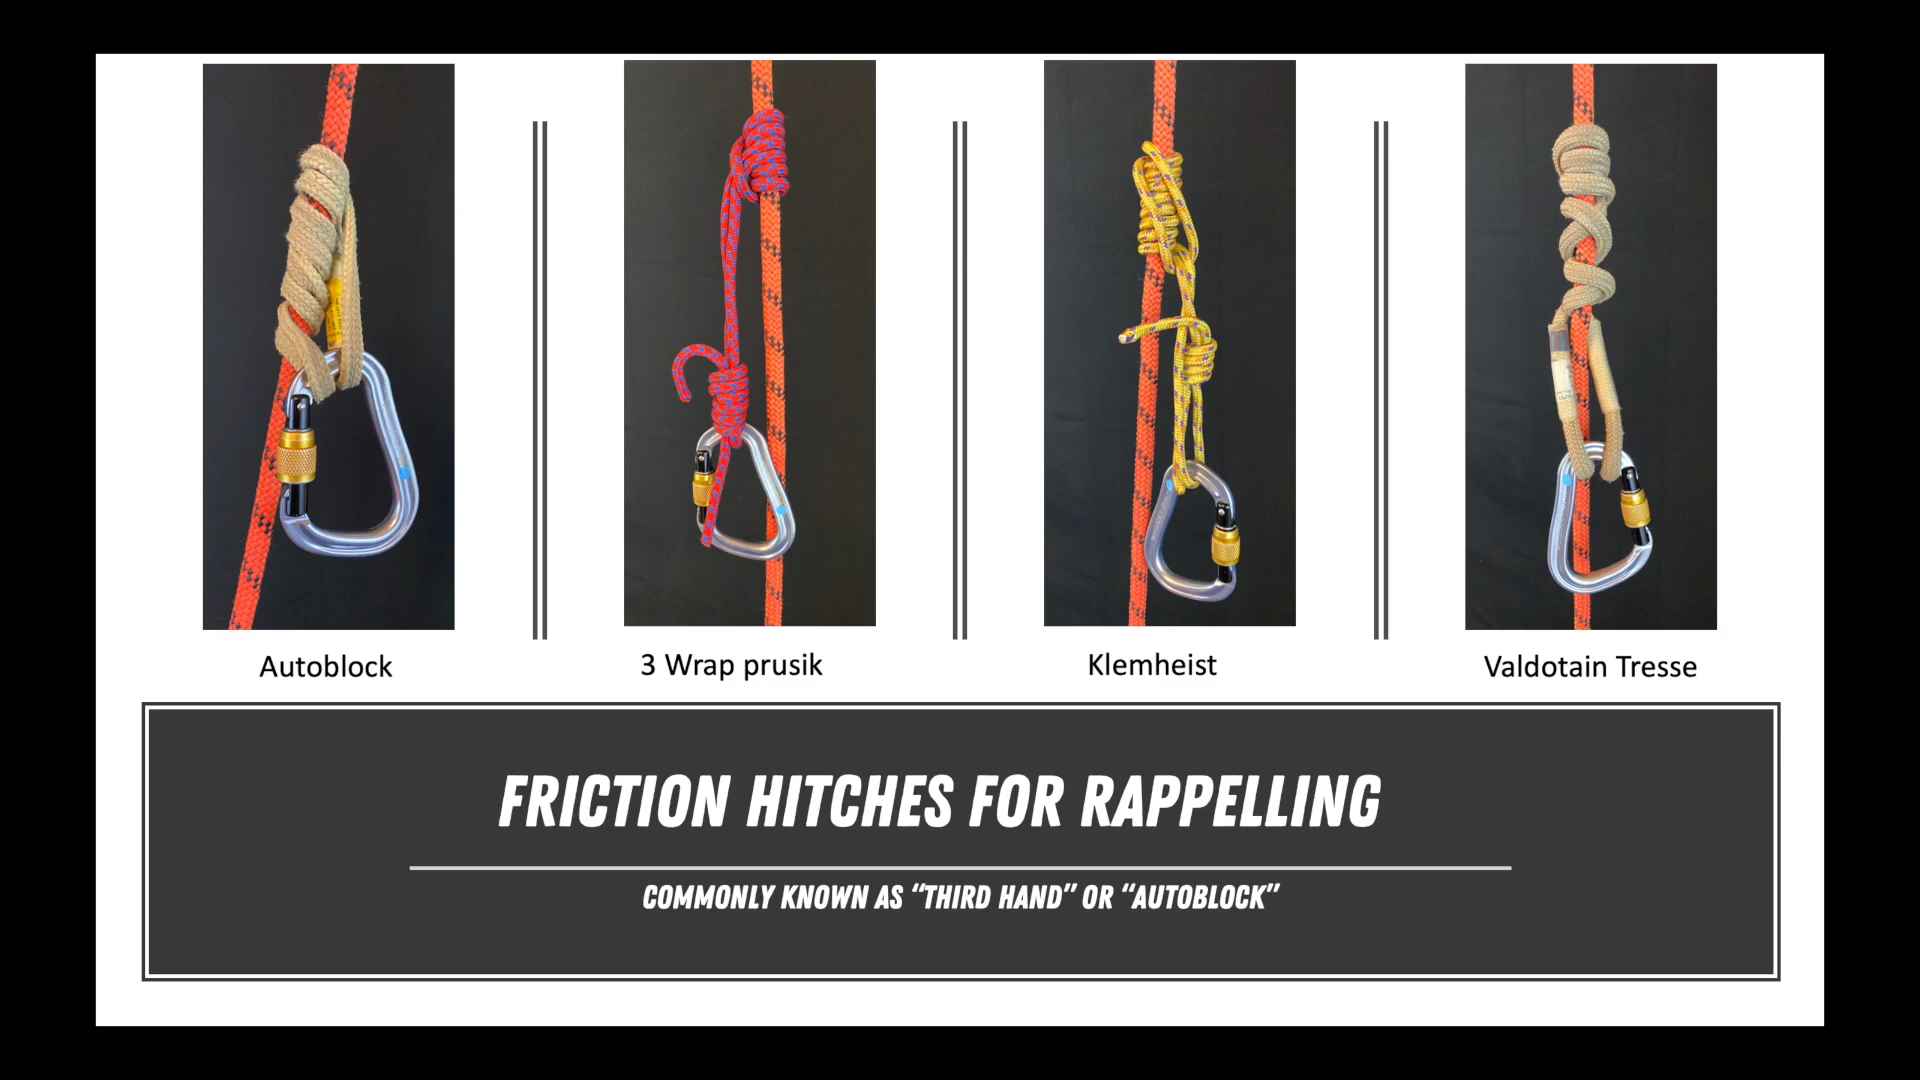 Autoblock
3 Wrap prusik
Klemheist
Valdotain Tresse
FRICTION HITCHES FOR RAPPELLING
COMMONLY KNOWN AS “THIRD HAND” OR “AUTOBLOCK”